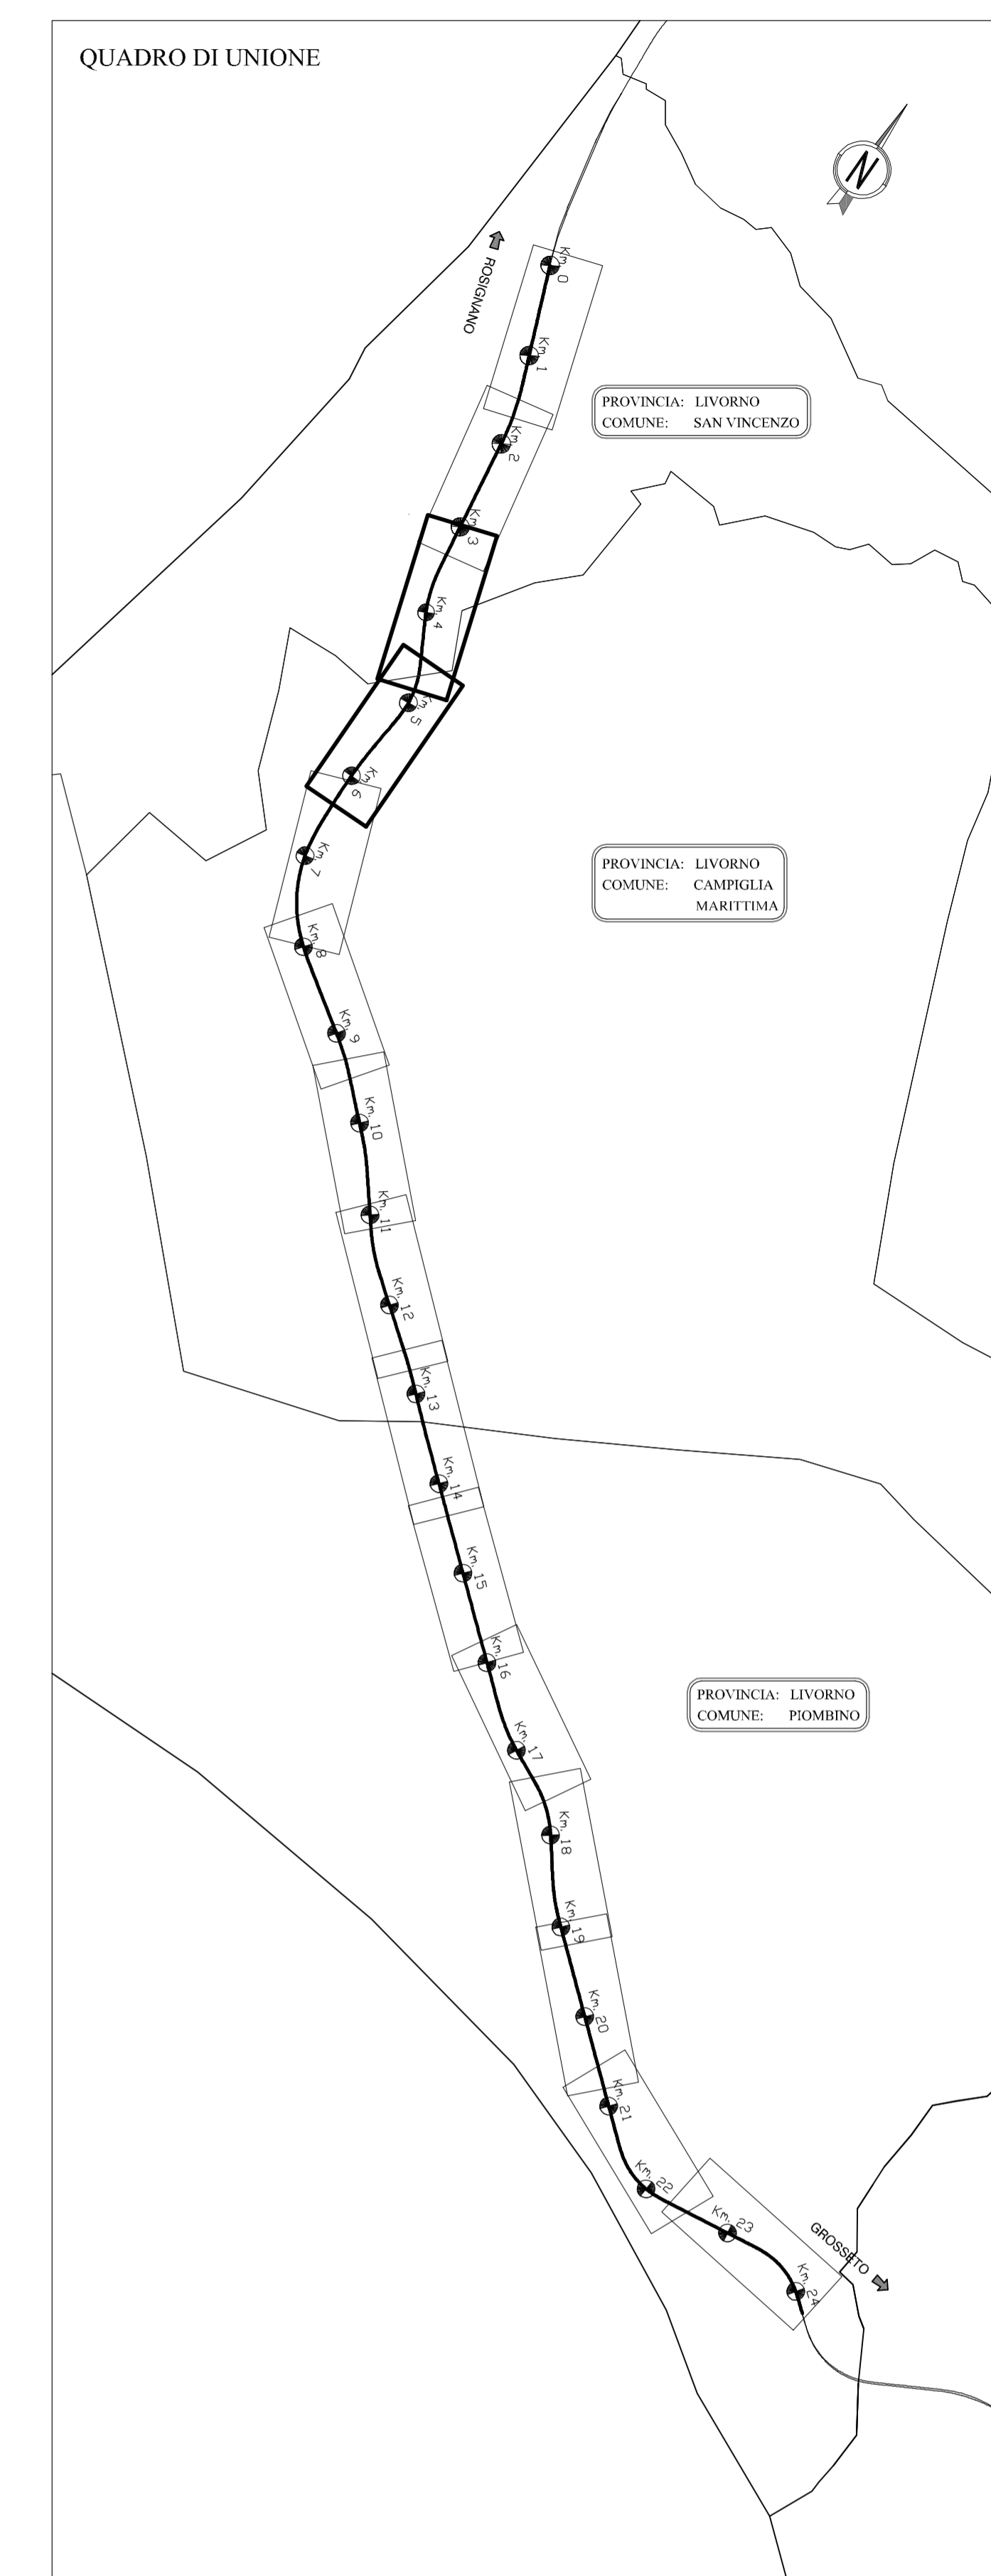 QUADRO DI UNIONE
N
ROSIGNANO
Km. 0
Km. 1
PROVINCIA: LIVORNO
COMUNE: SAN VINCENZO
Km. 2
Km. 3
Km. 4
Km. 5
Km. 6
Km. 7
PROVINCIA: LIVORNO
COMUNE: CAMPIGLIA
MARITTIMA
Km. 8
Km. 9
Km. 10
Km. 11
Km. 12
Km. 13
Km. 14
Km. 15
Km. 16
PROVINCIA: LIVORNO
COMUNE: PIOMBINO
Km. 17
Km. 18
Km. 19
Km. 20
Km. 21
Km. 22
Km. 23
GROSSETO
Km. 24